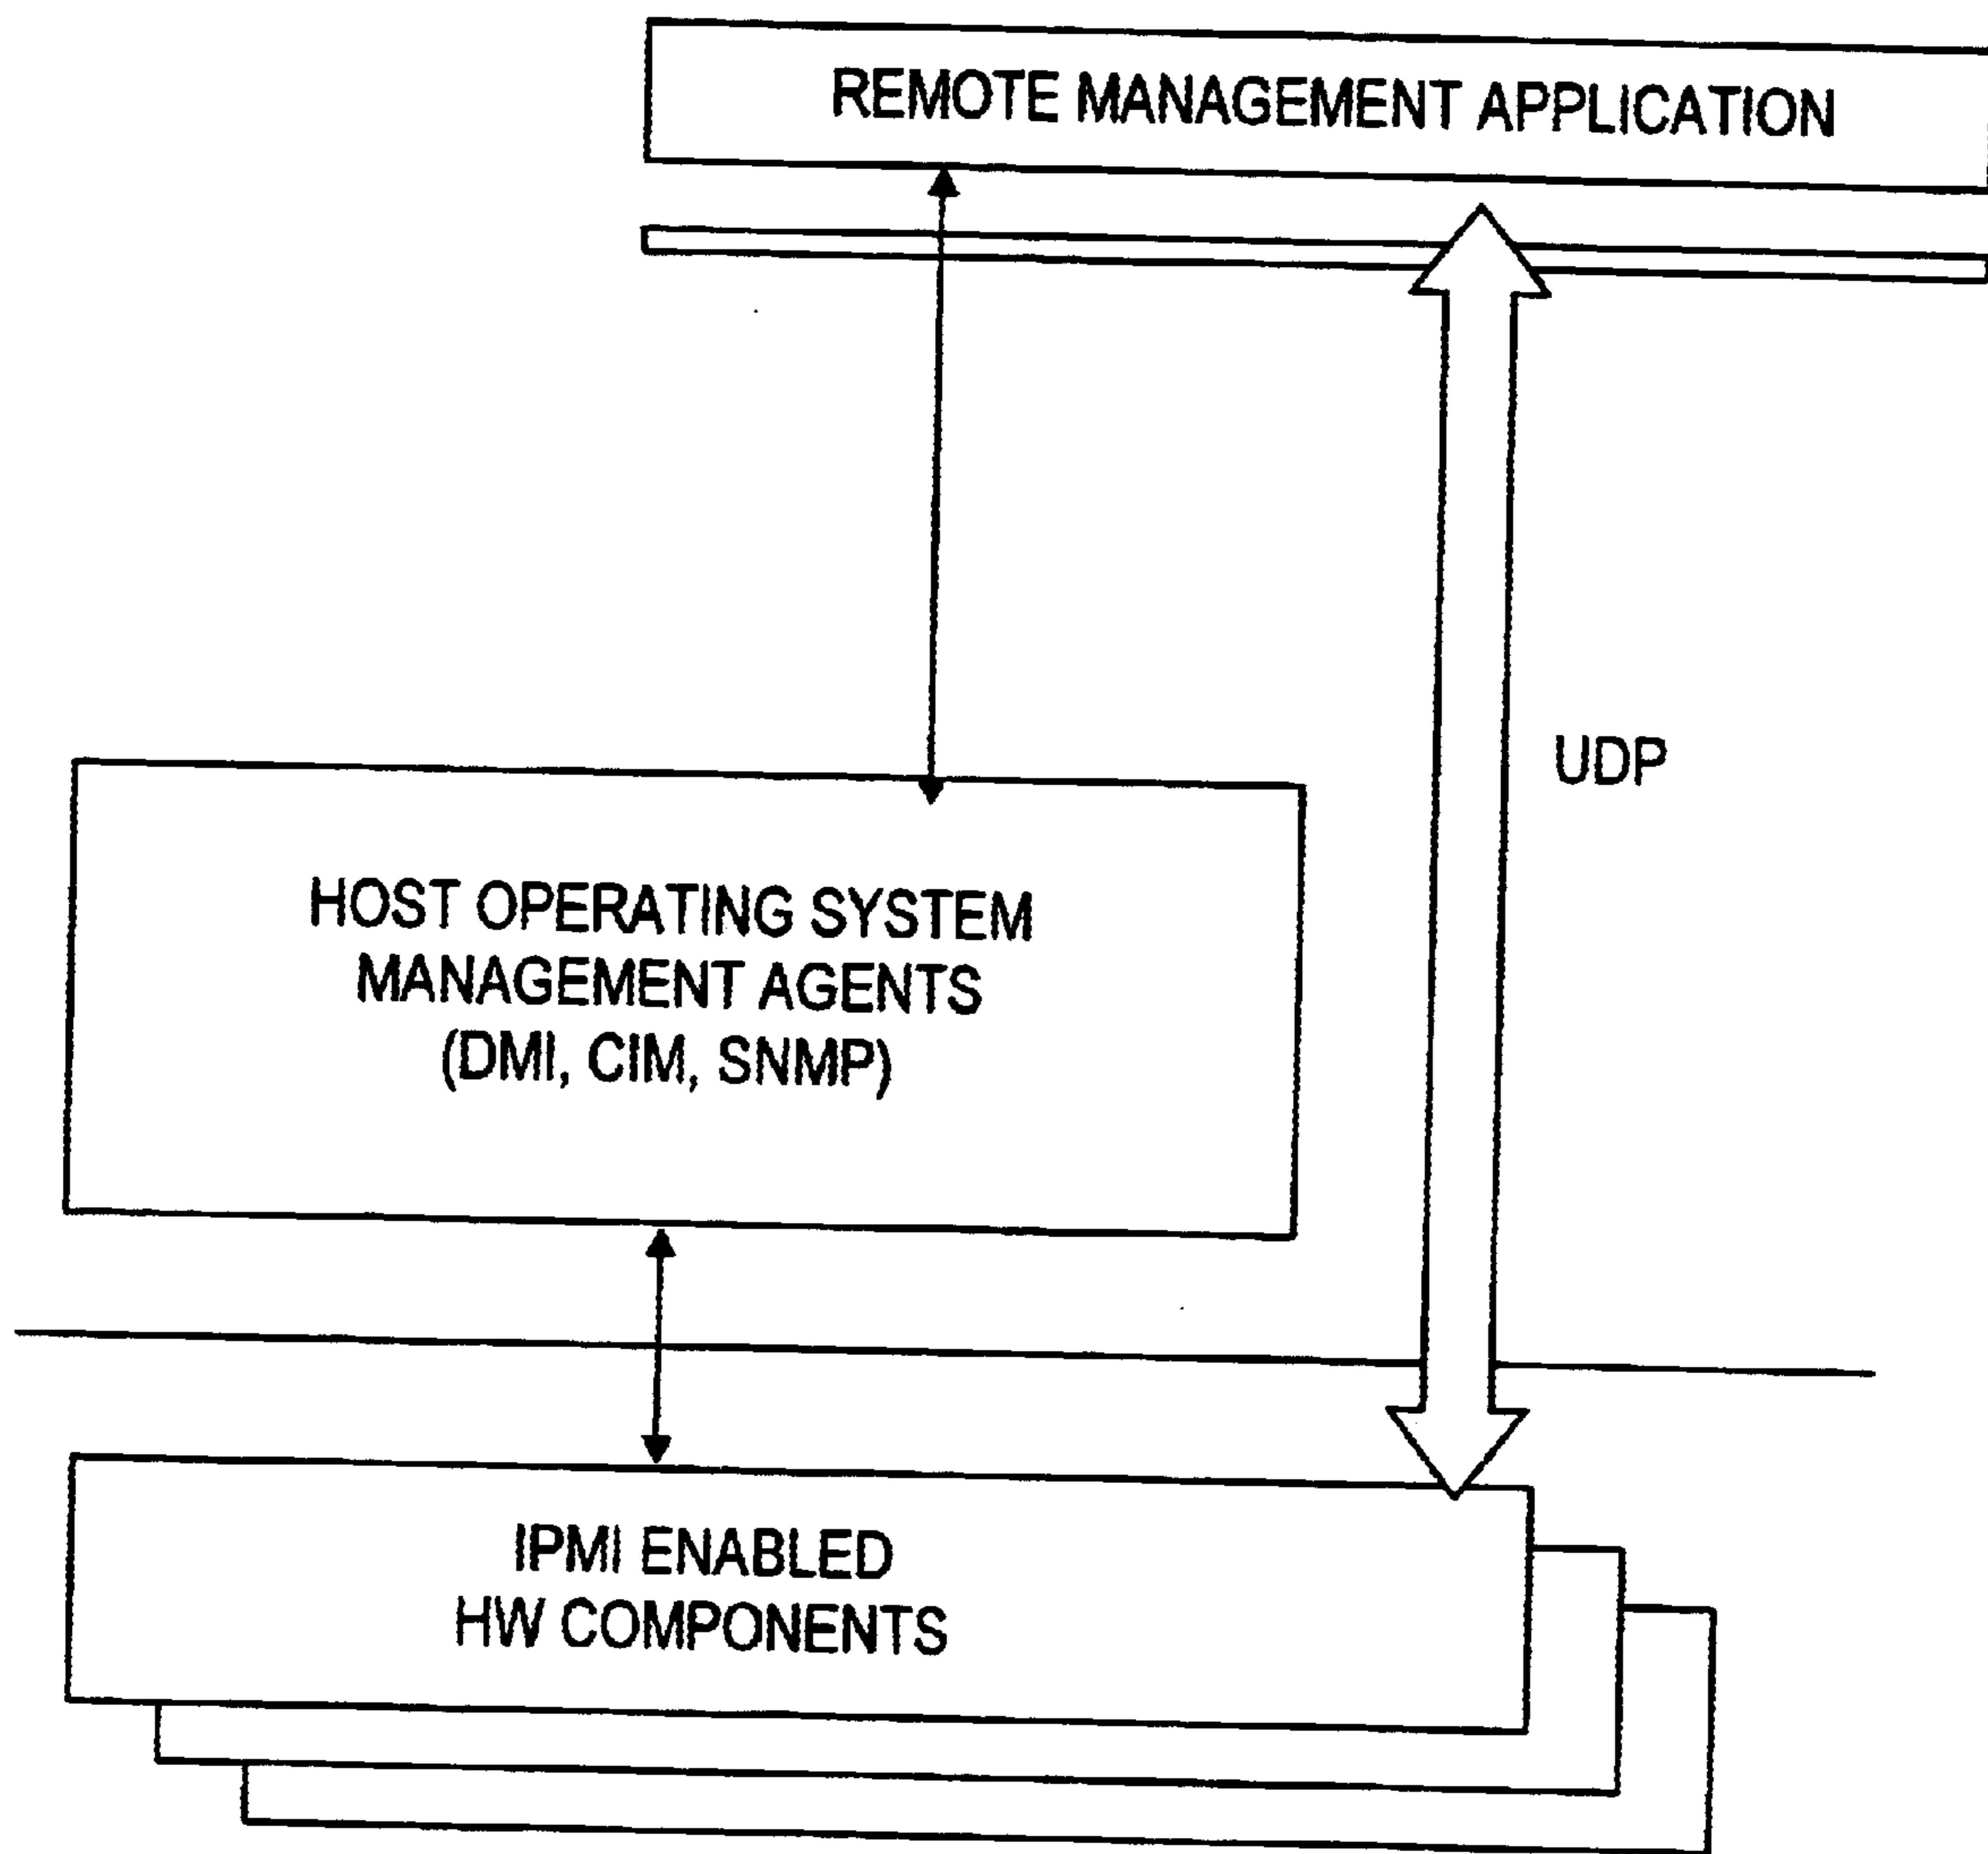 REMOTE MANAGEMENT APPLICATION
UDP
HOST OPERATING SYSTEM
MANAGEMENT AGENTS
(DMI, CIM, SNMP)
IPMI ENABLED
HW COMPONENTS